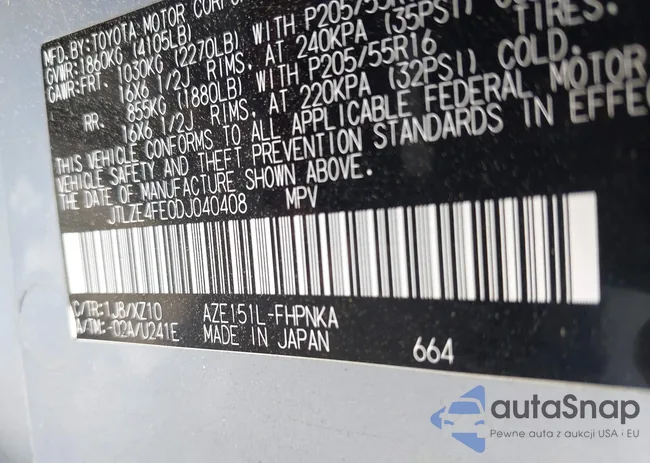 MFD.BY:TOYOTA MOTOR CORPOR
GVWR:1860KG (4105LB)
GAWR:FRT. 1030KG (2270LB) WITH P205/55R
16X6 1/2J RIMS, AT 240KPA (35PSI)
RR. 855KG (1880LB) WITH P205/55R16 TIRES,
16X6 1/2J RIMS, AT 220KPA (32PSI) COLD.
THIS VEHICLE CONFORMS TO ALL APPLICABLE FEDERAL MOTOR
VEHICLE SAFETY AND THEFT PREVENTION STANDARDS IN EFFEC
THE DATE OF MANUFACTURE SHOWN ABOVE.
JTLZE4FE0DJ040408 MPV
C/TR:1J8/XZ10 AZE151L-FHPNKA
A/TM:-02A/U241E MADE IN JAPAN 664
autaSnap
Pewne auta z aukcji USA i EU